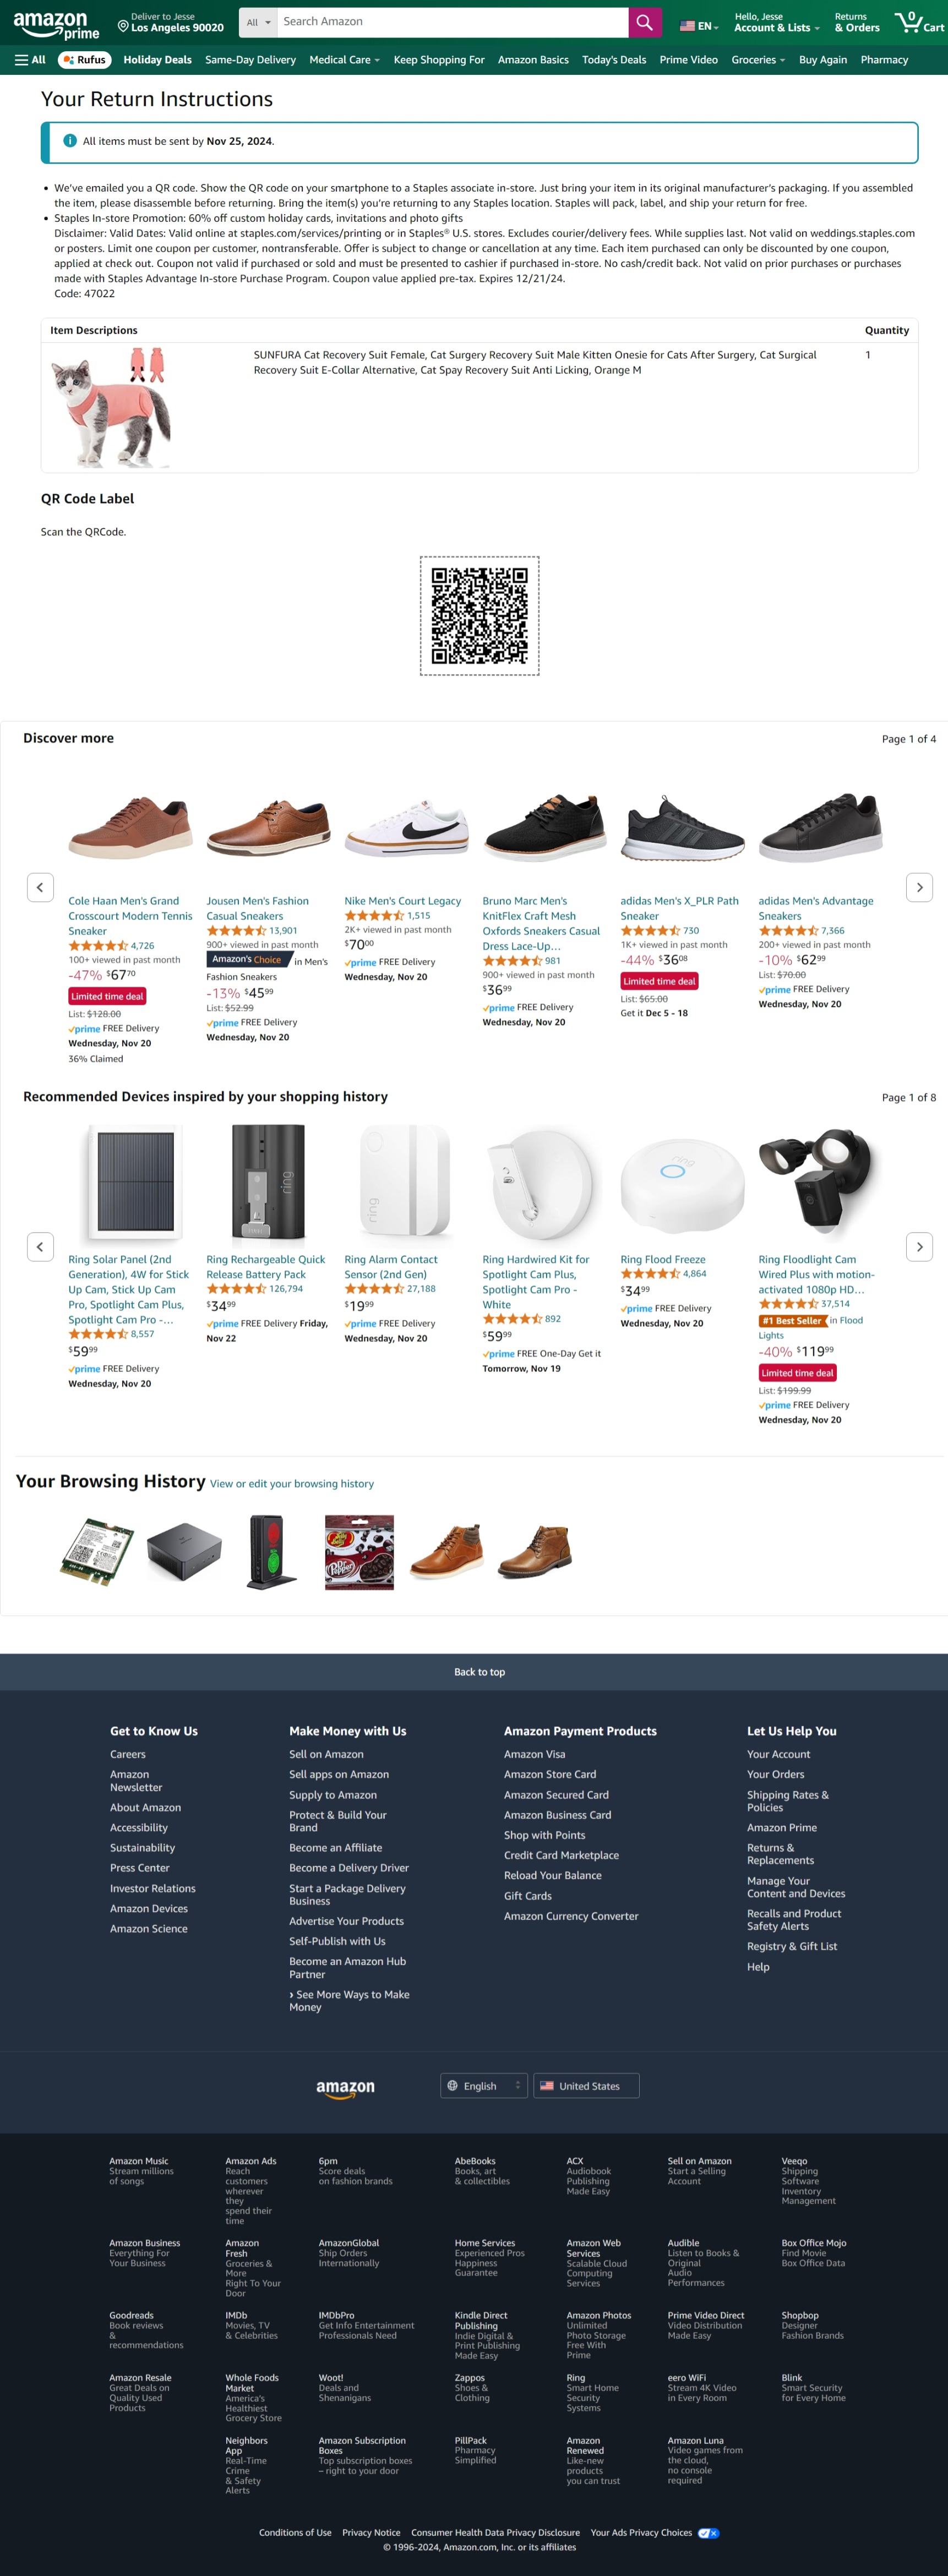 amazon prime
Deliver to Jesse
Los Angeles 90020
All
Search Amazon
EN
Hello, Jesse
Account & Lists
Returns
& Orders
0
Cart
All
Rufus
Holiday Deals
Same-Day Delivery
Medical Care
Keep Shopping For
Amazon Basics
Today's Deals
Prime Video
Groceries
Buy Again
Pharmacy
Your Return Instructions
All items must be sent by Nov 25, 2024.
• We've emailed you a QR code. Show the QR code on your smartphone to a Staples associate in-store. Just bring your item in its original manufacturer's packaging. If you assembled
the item, please disassemble before returning. Bring the item(s) you're returning to any Staples location. Staples will pack, label, and ship your return for free.
• Staples In-store Promotion: 60% off custom holiday cards, invitations and photo gifts
Disclaimer: Valid Dates: Valid online at staples.com/services/printing or in Staples® U.S. stores. Excludes courier/delivery fees. While supplies last. Not valid on weddings.staples.com
or posters. Limit one coupon per customer, nontransferable. Offer is subject to change or cancellation at any time. Each item purchased can only be discounted by one coupon,
applied at check out. Coupon not valid if purchased or sold and must be presented to cashier if purchased in-store. No cash/credit back. Not valid on prior purchases or purchases
made with Staples Advantage In-store Purchase Program. Coupon value applied pre-tax. Expires 12/21/24.
Code: 47022
Item Descriptions
Quantity
SUNFURA Cat Recovery Suit Female, Cat Surgery Recovery Suit Male Kitten Onesie for Cats After Surgery, Cat Surgical
Recovery Suit E-Collar Alternative, Cat Spay Recovery Suit Anti Licking, Orange M
1
QR Code Label
Scan the QRCode.
Discover more
Page 1 of 4
Cole Haan Men's Grand
Crosscourt Modern Tennis
Sneaker
4,726
100+ viewed in past month
-47% $67 70
Limited time deal
List: $128.00
prime FREE Delivery
Wednesday, Nov 20
36% Claimed
Jousen Men's Fashion
Casual Sneakers
13,901
900+ viewed in past month
Amazon's Choice in Men's
Fashion Sneakers
-13% $45 99
List: $52.99
prime FREE Delivery
Wednesday, Nov 20
Nike Men's Court Legacy
1,515
2K+ viewed in past month
$70 00
prime FREE Delivery
Wednesday, Nov 20
Bruno Marc Men's
KnitFlex Craft Mesh
Oxfords Sneakers Casual
Dress Lace-Up…
981
900+ viewed in past month
$36 99
prime FREE Delivery
Wednesday, Nov 20
adidas Men's X_PLR Path
Sneaker
730
1K+ viewed in past month
-44% $36 08
Limited time deal
List: $65.00
Get it Dec 5 - 18
adidas Men's Advantage
Sneakers
7,366
200+ viewed in past month
-10% $62 99
List: $70.00
prime FREE Delivery
Wednesday, Nov 20
Recommended Devices inspired by your shopping history
Page 1 of 8
ring
ring
ring
Ring Solar Panel (2nd
Generation), 4W for Stick
Up Cam, Stick Up Cam
Pro, Spotlight Cam Plus,
Spotlight Cam Pro -…
8,557
$59 99
prime FREE Delivery
Wednesday, Nov 20
Ring Rechargeable Quick
Release Battery Pack
126,794
$34 99
prime FREE Delivery Friday,
Nov 22
Ring Alarm Contact
Sensor (2nd Gen)
27,188
$19 99
prime FREE Delivery
Wednesday, Nov 20
Ring Hardwired Kit for
Spotlight Cam Plus,
Spotlight Cam Pro -
White
892
$59 99
prime FREE One-Day Get it
Tomorrow, Nov 19
Ring Flood Freeze
4,864
$34 99
prime FREE Delivery
Wednesday, Nov 20
Ring Floodlight Cam
Wired Plus with motion-
activated 1080p HD…
37,514
#1 Best Seller in Flood
Lights
-40% $119 99
Limited time deal
List: $199.99
prime FREE Delivery
Wednesday, Nov 20
Your Browsing History View or edit your browsing history
Jelly Belly
Dr Pepper
Back to top
Get to Know Us
Careers
Amazon
Newsletter
About Amazon
Accessibility
Sustainability
Press Center
Investor Relations
Amazon Devices
Amazon Science
Make Money with Us
Sell on Amazon
Sell apps on Amazon
Supply to Amazon
Protect & Build Your
Brand
Become an Affiliate
Become a Delivery Driver
Start a Package Delivery
Business
Advertise Your Products
Self-Publish with Us
Become an Amazon Hub
Partner
› See More Ways to Make
Money
Amazon Payment Products
Amazon Visa
Amazon Store Card
Amazon Secured Card
Amazon Business Card
Shop with Points
Credit Card Marketplace
Reload Your Balance
Gift Cards
Amazon Currency Converter
Let Us Help You
Your Account
Your Orders
Shipping Rates &
Policies
Amazon Prime
Returns &
Replacements
Manage Your
Content and Devices
Recalls and Product
Safety Alerts
Registry & Gift List
Help
amazon
English
United States
Amazon Music
Stream millions
of songs
Amazon Ads
Reach
customers
wherever
they
spend their
time
6pm
Score deals
on fashion brands
AbeBooks
Books, art
& collectibles
ACX
Audiobook
Publishing
Made Easy
Sell on Amazon
Start a Selling
Account
Veeqo
Shipping
Software
Inventory
Management
Amazon Business
Everything For
Your Business
Amazon
Fresh
Groceries &
More
Right To Your
Door
AmazonGlobal
Ship Orders
Internationally
Home Services
Experienced Pros
Happiness
Guarantee
Amazon Web
Services
Scalable Cloud
Computing
Services
Audible
Listen to Books &
Original
Audio
Performances
Box Office Mojo
Find Movie
Box Office Data
Goodreads
Book reviews
&
recommendations
IMDb
Movies, TV
& Celebrities
IMDbPro
Get Info Entertainment
Professionals Need
Kindle Direct
Publishing
Indie Digital &
Print Publishing
Made Easy
Amazon Photos
Unlimited
Photo Storage
Free With
Prime
Prime Video Direct
Video Distribution
Made Easy
Shopbop
Designer
Fashion Brands
Amazon Resale
Great Deals on
Quality Used
Products
Whole Foods
Market
America's
Healthiest
Grocery Store
Woot!
Deals and
Shenanigans
Zappos
Shoes &
Clothing
Ring
Smart Home
Security
Systems
eero WiFi
Stream 4K Video
in Every Room
Blink
Smart Security
for Every Home
Neighbors
App
Real-Time
Crime
& Safety
Alerts
Amazon Subscription
Boxes
Top subscription boxes
– right to your door
PillPack
Pharmacy
Simplified
Amazon
Renewed
Like-new
products
you can trust
Amazon Luna
Video games from
the cloud,
no console
required
Conditions of Use
Privacy Notice
Consumer Health Data Privacy Disclosure
Your Ads Privacy Choices
© 1996-2024, Amazon.com, Inc. or its affiliates